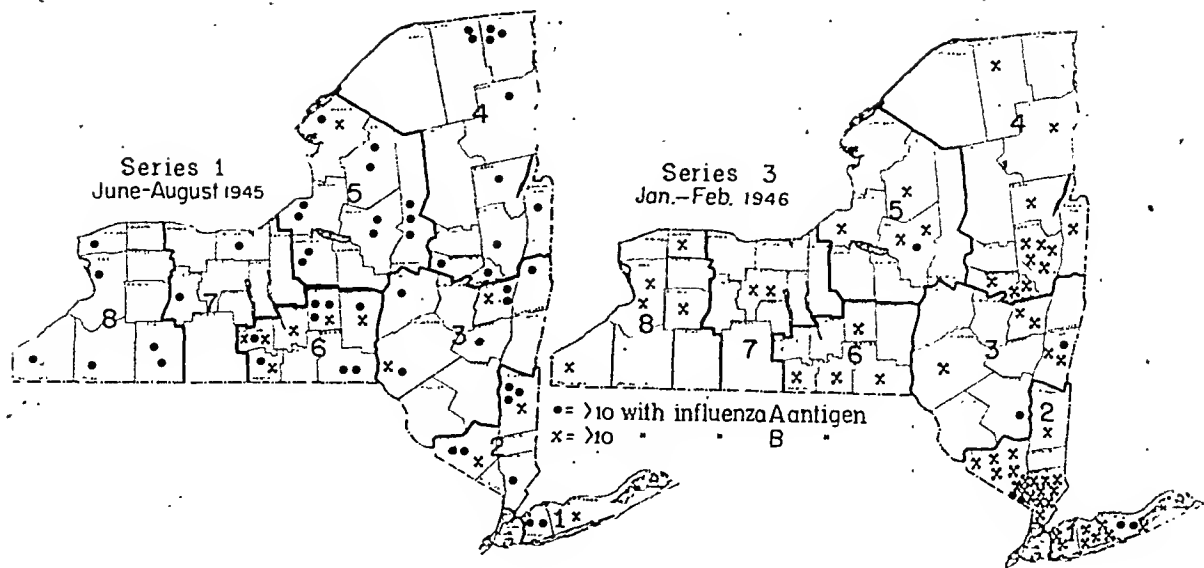 Series 1
June-August 1945
4
5
7
8
6
3
2
1
Series 3
Jan.-Feb. 1946
4
5
8
7
6
3
2
1
•= >10 with influenza A antigen
x= >10 " " B "